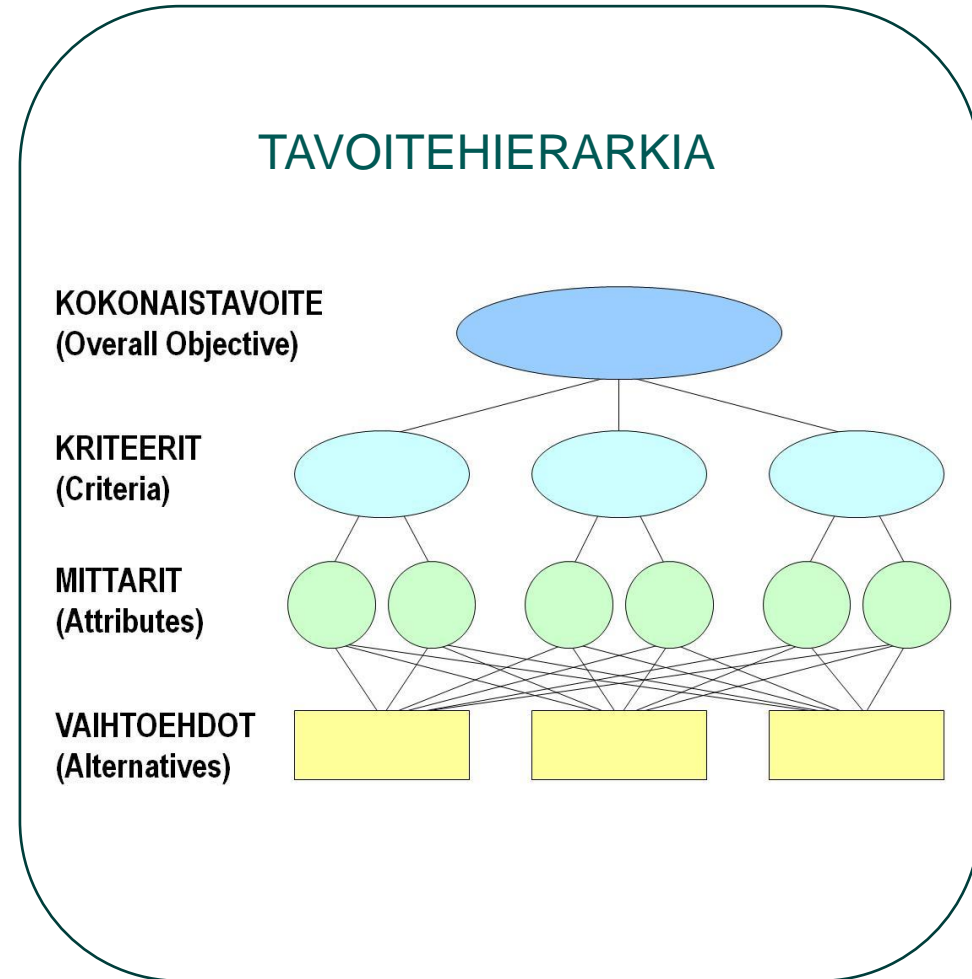 TAVOITEHIERARKIA
KOKONAISTAVOITE
(Overall Objective)
KRITEERIT
(Criteria)
MITTARIT
(Attributes)
VAIHTOEHDOT
(Alternatives)